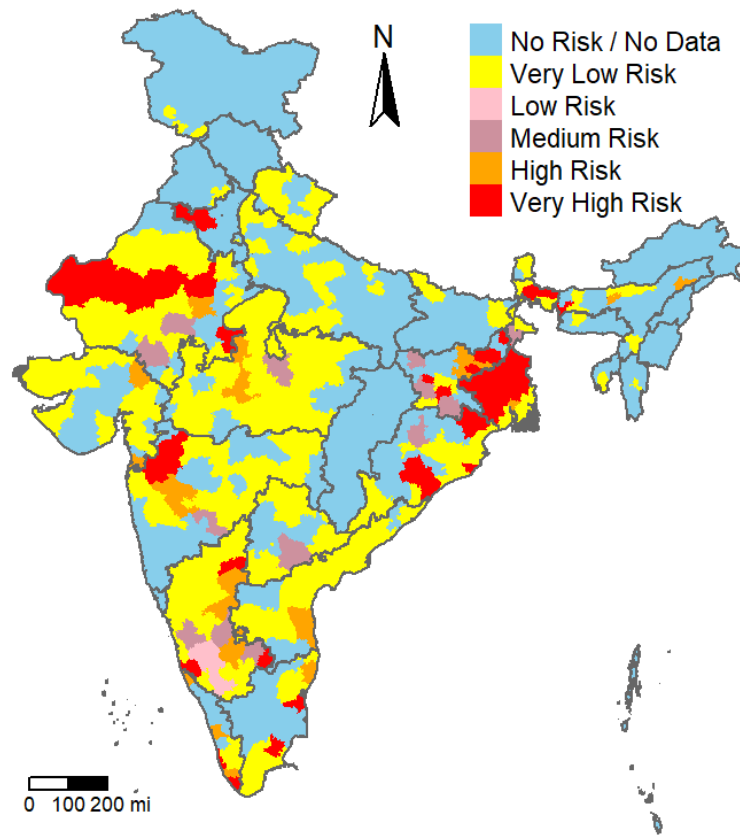 N
No Risk / No Data
Very Low Risk
Low Risk
Medium Risk
High Risk
Very High Risk
0 100 200 mi